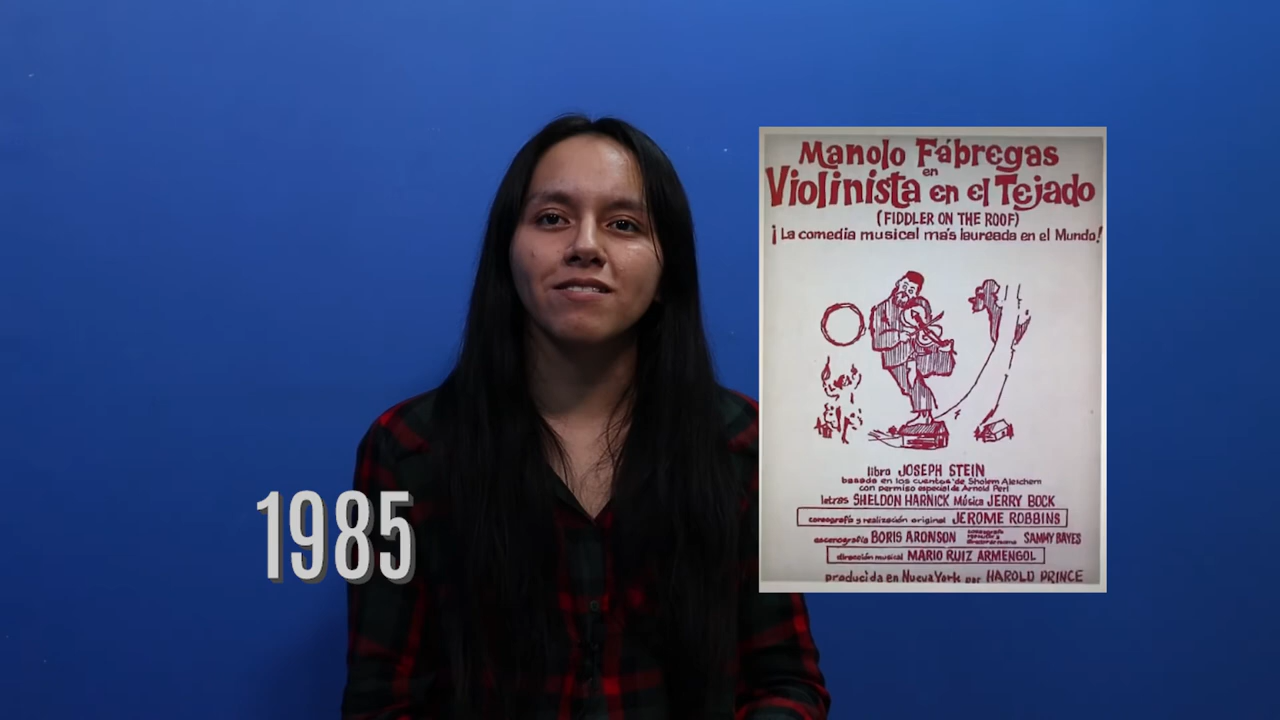 1985
Manolo Fábregas
en
Violinista en el Tejado
(FIDDLER ON THE ROOF)
¡La comedia musical más laureada en el Mundo!
libro JOSEPH STEIN
basado en los cuentos de Sholem Aleichem
con permiso especial de Arnold Perl
letras SHELDON HARNICK Música JERRY BOCK
coreografía y realización original JEROME ROBBINS
escenografía BORIS ARONSON
SAMMY BAYES
dirección musical MARIO RUIZ ARMENGOL
producida en Nueva York por HAROLD PRINCE